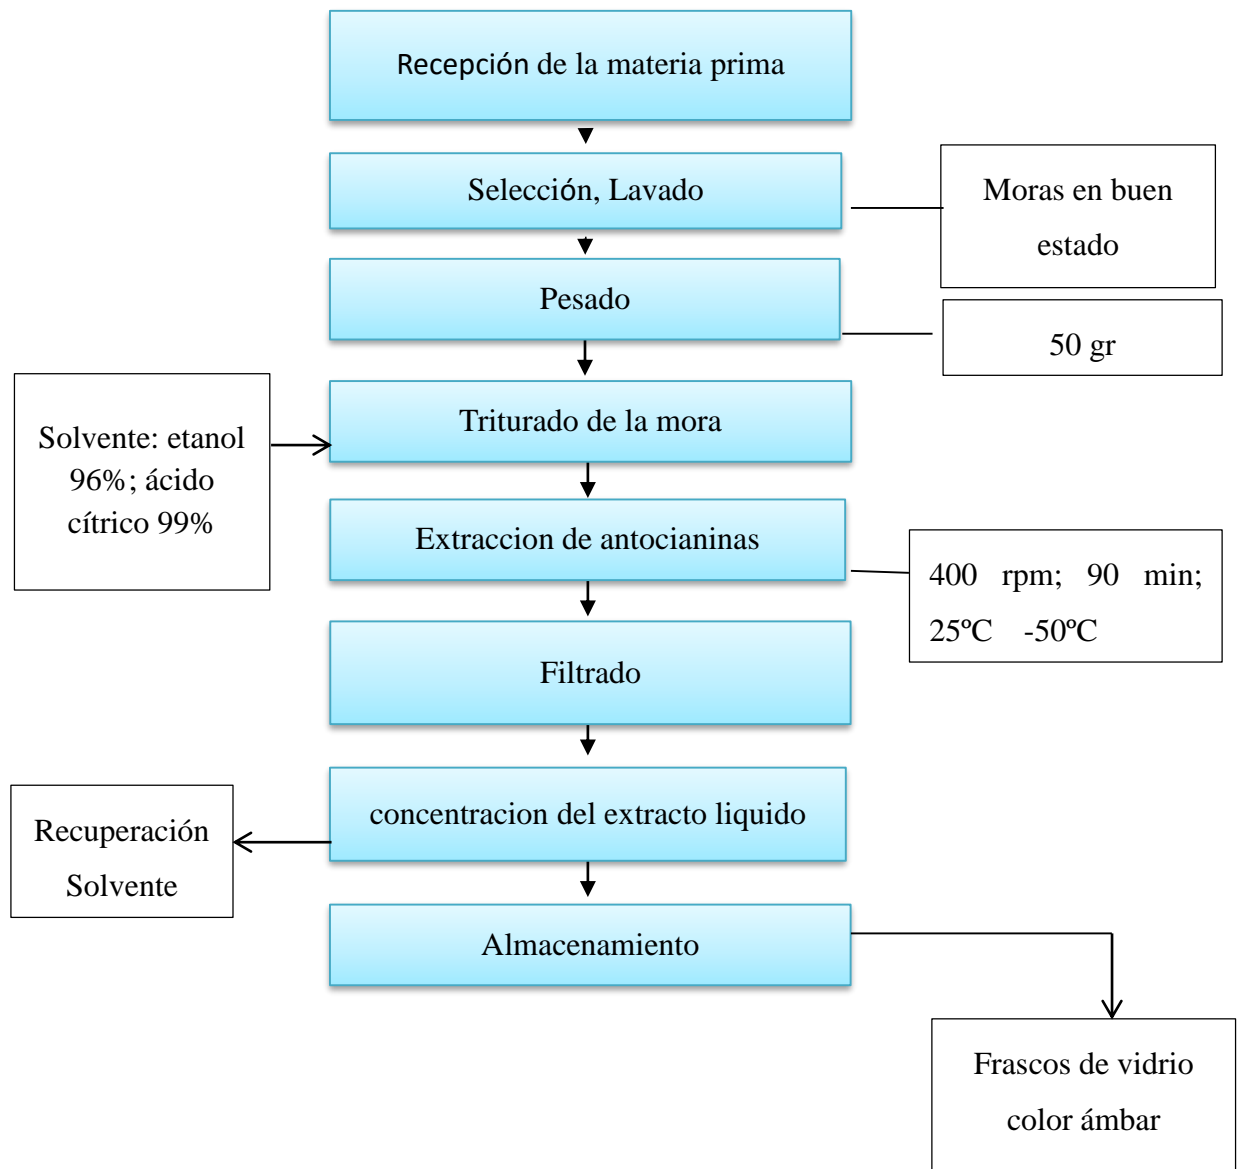 Recepción de la materia prima
Selección, Lavado
Moras en buen
estado
Pesado
50 gr
Triturado de la mora
Solvente: etanol
96%; ácido
cítrico 99%
Extraccion de antocianinas
400 rpm; 90 min;
25ºC -50ºC
Filtrado
concentracion del extracto liquido
Recuperación
Solvente
Almacenamiento
Frascos de vidrio
color ámbar